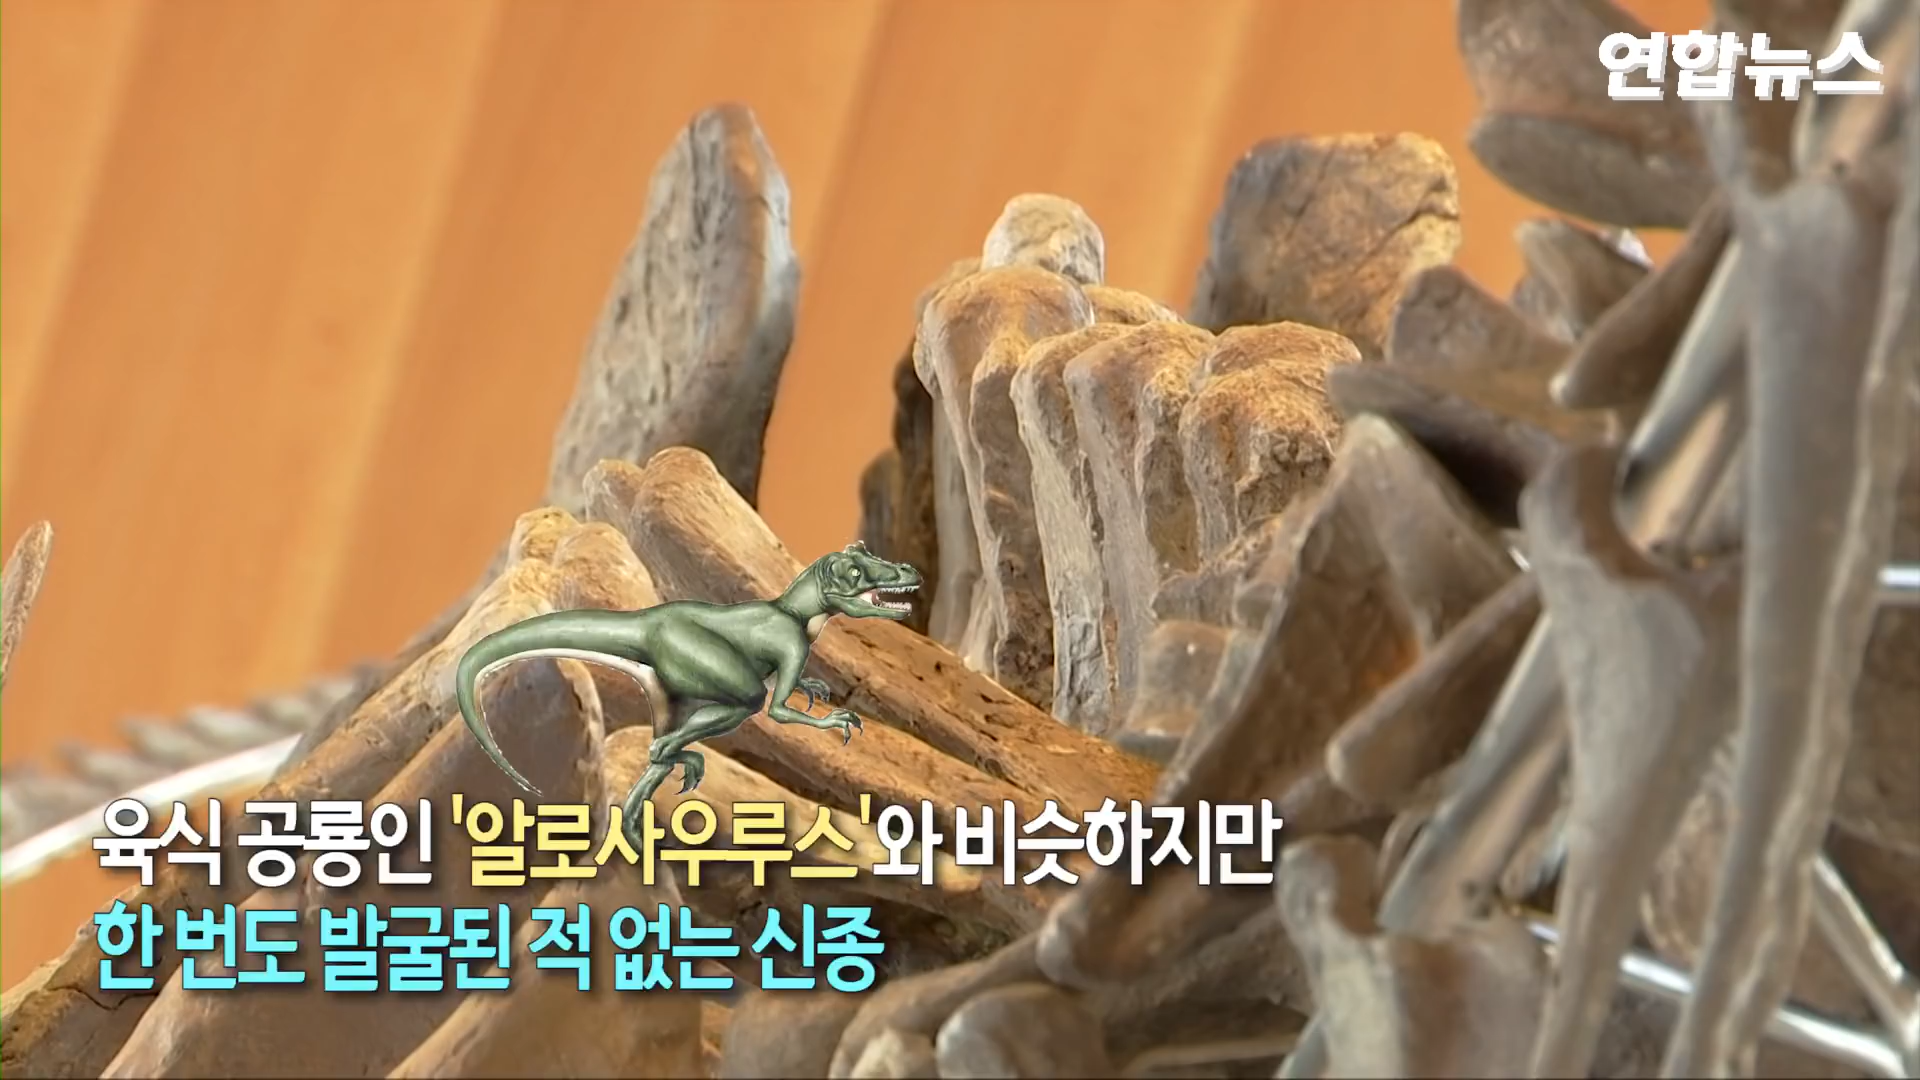 연합뉴스
육식 공룡인 '알로사우루스'와 비슷하지만
한 번도 발굴된 적 없는 신종